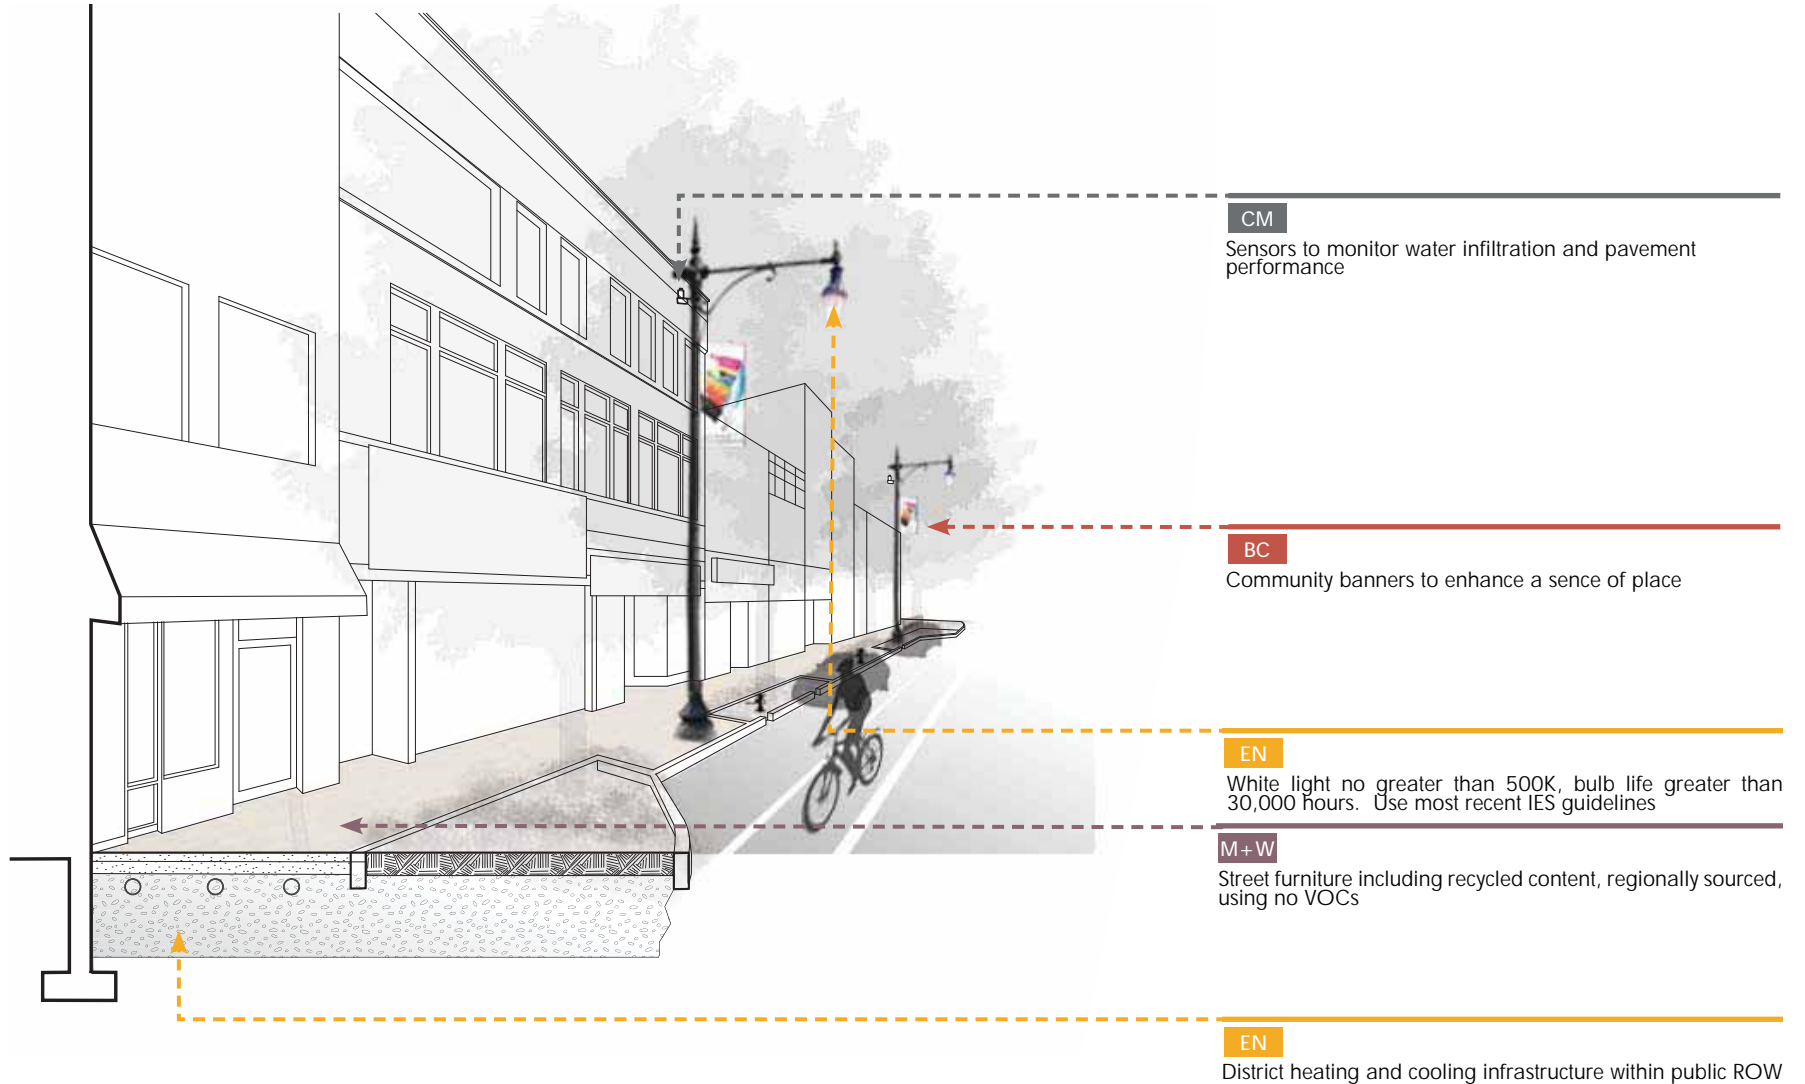 CM
Sensors to monitor water infiltration and pavement
performance
BC
Community banners to enhance a sence of place
EN
White light no greater than 500K, bulb life greater than
30,000 hours. Use most recent IES guidelines
M+W
Street furniture including recycled content, regionally sourced,
using no VOCs
EN
District heating and cooling infrastructure within public ROW